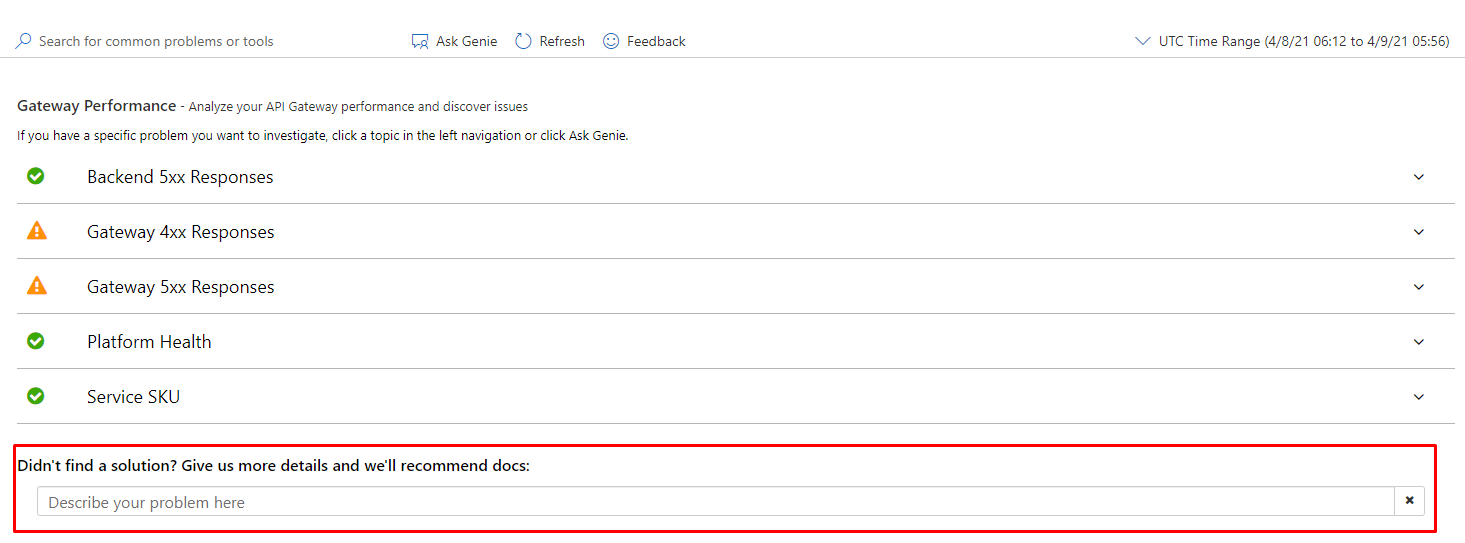 Search for common problems or tools Ask Genie Refresh Feedback UTC Time Range (4/8/21 06:12 to 4/9/21 05:56)
Gateway Performance - Analyze your API Gateway performance and discover issues
If you have a specific problem you want to investigate, click a topic in the left navigation or click Ask Genie.
Backend 5xx Responses
Gateway 4xx Responses
Gateway 5xx Responses
Platform Health
Service SKU
Didn't find a solution? Give us more details and we'll recommend docs:
Describe your problem here